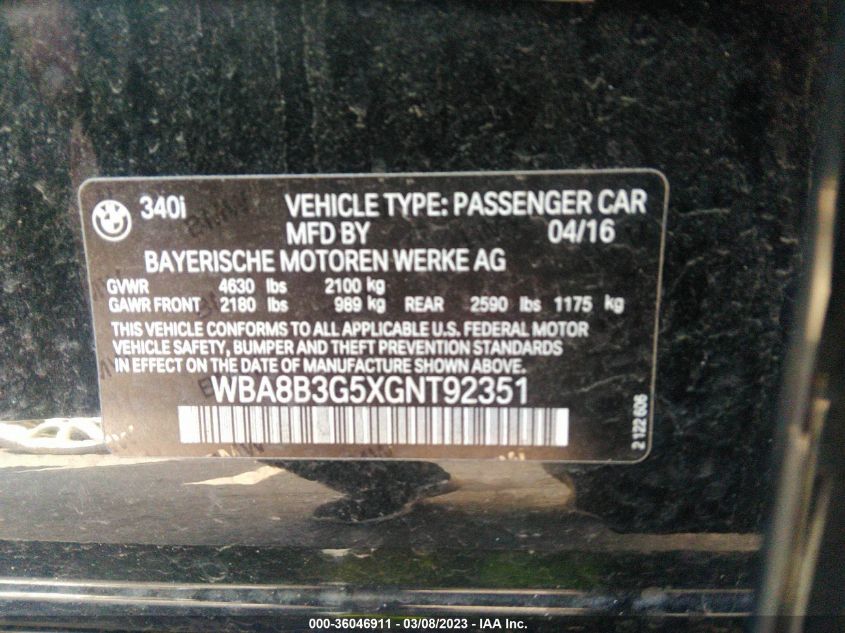 BMW
340i VEHICLE TYPE: PASSENGER CAR
MFD BY 04/16
BAYERISCHE MOTOREN WERKE AG
GVWR 4630 lbs 2100 kg
GAWR FRONT 2180 lbs 989 kg REAR 2590 lbs 1175 kg
THIS VEHICLE CONFORMS TO ALL APPLICABLE U.S. FEDERAL MOTOR
VEHICLE SAFETY, BUMPER AND THEFT PREVENTION STANDARDS
IN EFFECT ON THE DATE OF MANUFACTURE SHOWN ABOVE.
WBA8B3G5XGNT92351
2 122 606
000-36046911 - 03/08/2023 - IAA Inc.